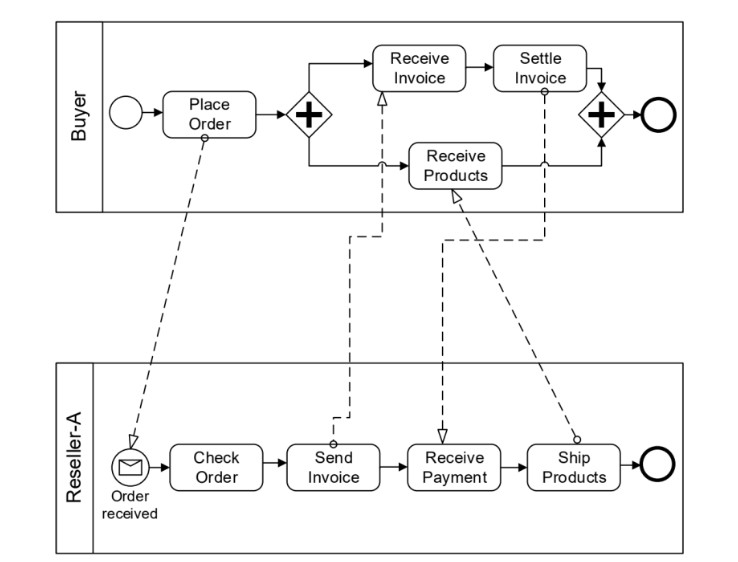 Buyer
Place
Order
Receive
Invoice
Settle
Invoice
Receive
Products
Reseller-A
Order
received
Check
Order
Send
Invoice
Receive
Payment
Ship
Products